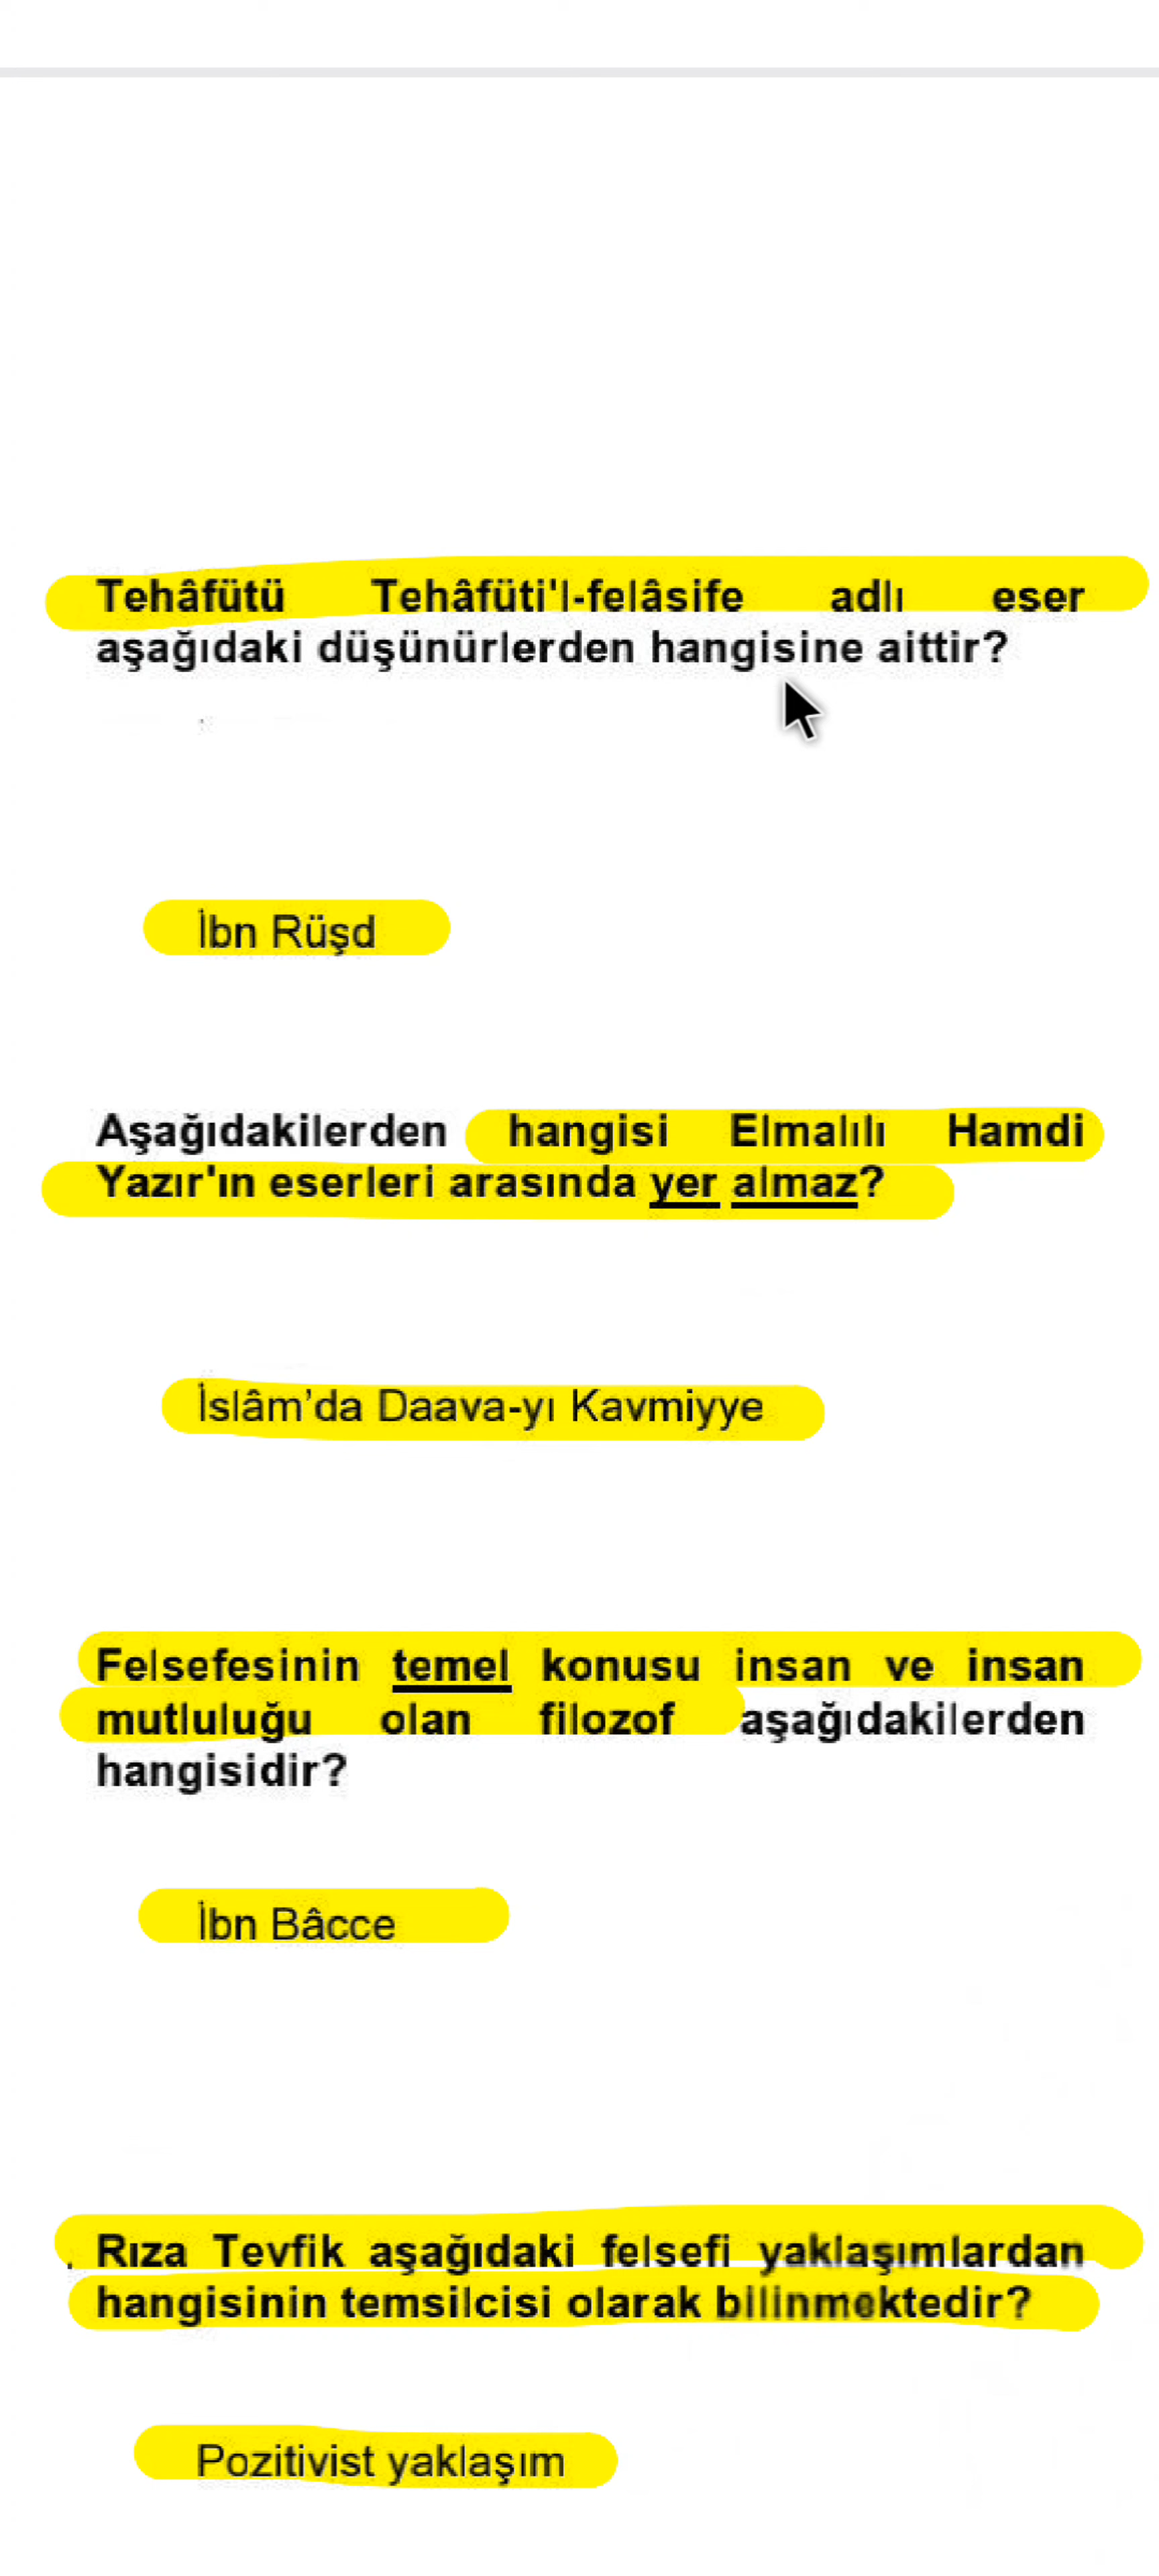 Tehâfütü Tehâfüti'l-felâsife adlı eser
aşağıdaki düşünürlerden hangisine aittir?
İbn Rüşd
Aşağıdakilerden hangisi Elmalılı Hamdi
Yazır'ın eserleri arasında yer almaz?
İslâm’da Daava-yı Kavmiyye
Felsefesinin temel konusu insan ve insan
mutluluğu olan filozof aşağıdakilerden
hangisidir?
İbn Bâcce
Rıza Tevfik aşağıdaki felsefi yaklaşımlardan
hangisinin temsilcisi olarak bilinmektedir?
Pozitivist yaklaşım